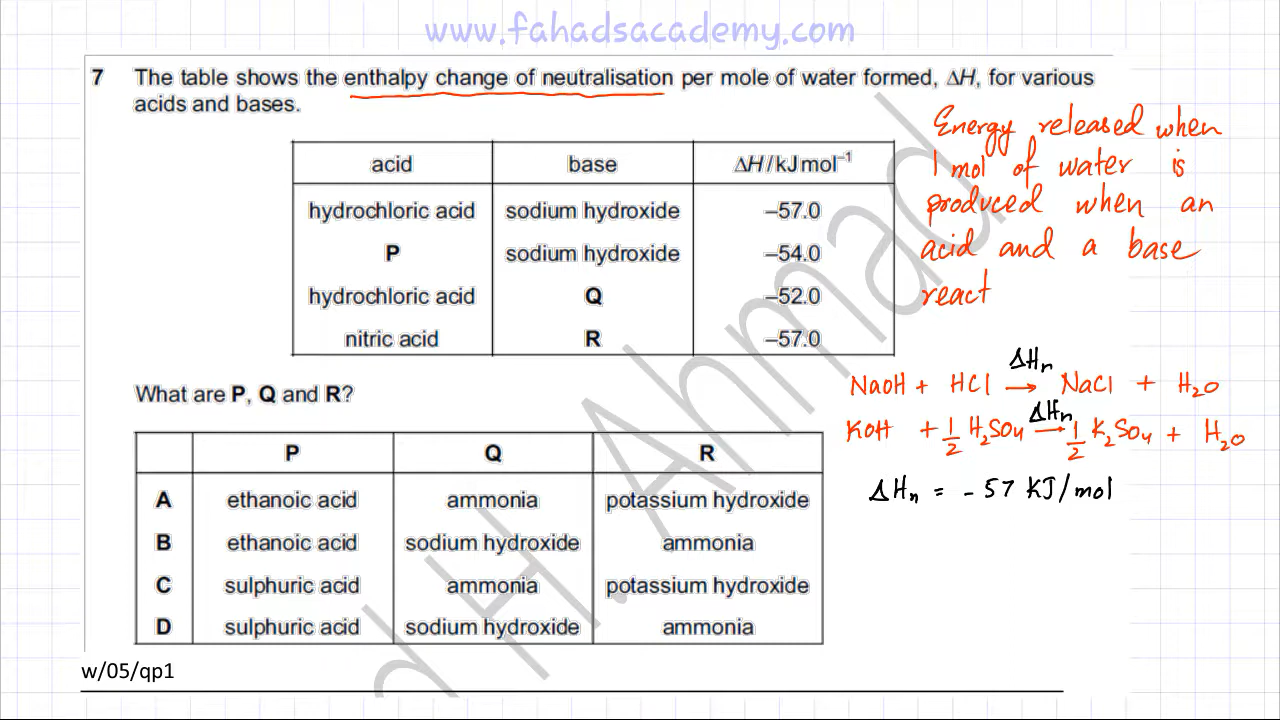 www.fahadsacademy.com
7 The table shows the enthalpy change of neutralisation per mole of water formed, ΔH, for various
acids and bases.
acid base ΔH/kJmol⁻¹
hydrochloric acid sodium hydroxide –57.0
P sodium hydroxide –54.0
hydrochloric acid Q –52.0
nitric acid R –57.0
Energy released when
1 mol of water is
produced when an
acid and a base
react
What are P, Q and R?
P Q R
A ethanoic acid ammonia potassium hydroxide
B ethanoic acid sodium hydroxide ammonia
C sulphuric acid ammonia potassium hydroxide
D sulphuric acid sodium hydroxide ammonia
ΔHn
NaOH + HCl → NaCl + H₂O
ΔHn
KOH + 1/2 H₂SO₄ → 1/2 K₂SO₄ + H₂O
ΔHn = - 57 KJ/mol
d H. Ahmad
w/05/qp1